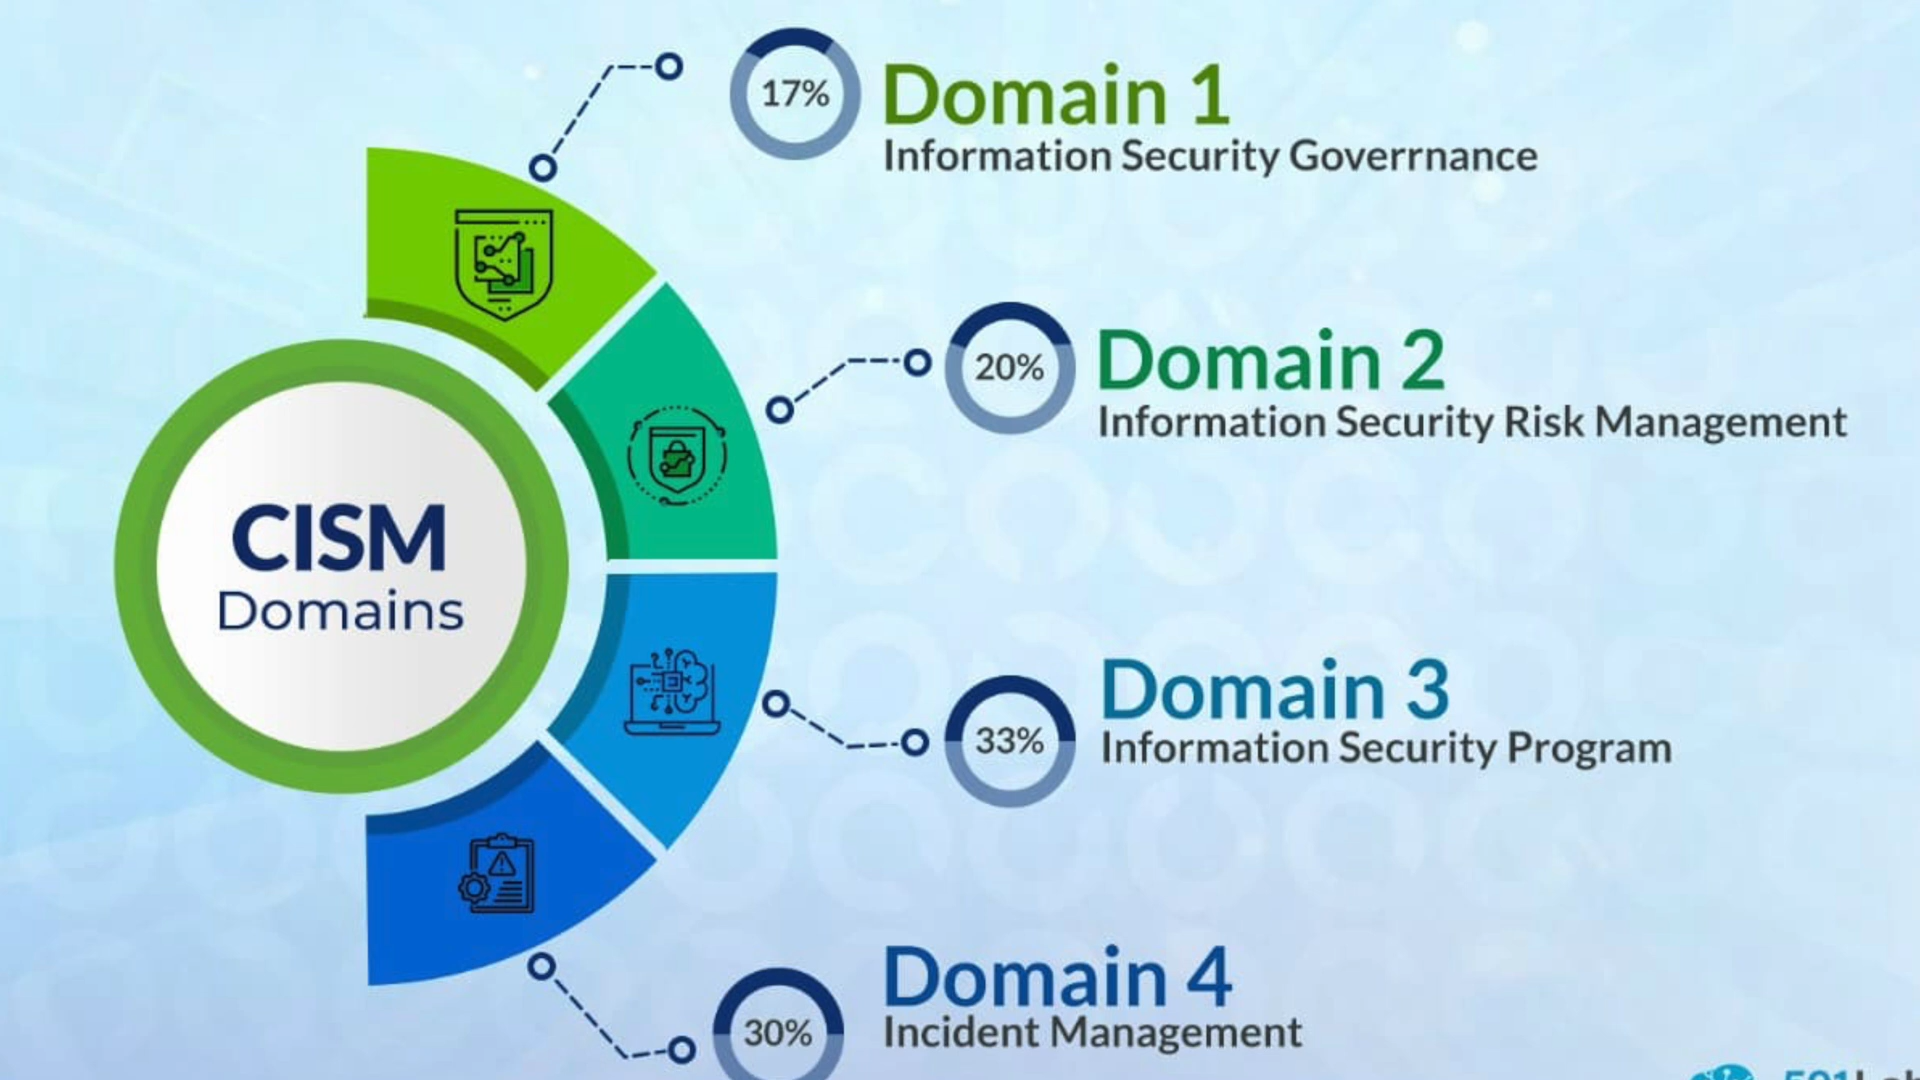 17%
Domain 1
Information Security Goverrnance
20%
Domain 2
Information Security Risk Management
CISM
Domains
33%
Domain 3
Information Security Program
30%
Domain 4
Incident Management